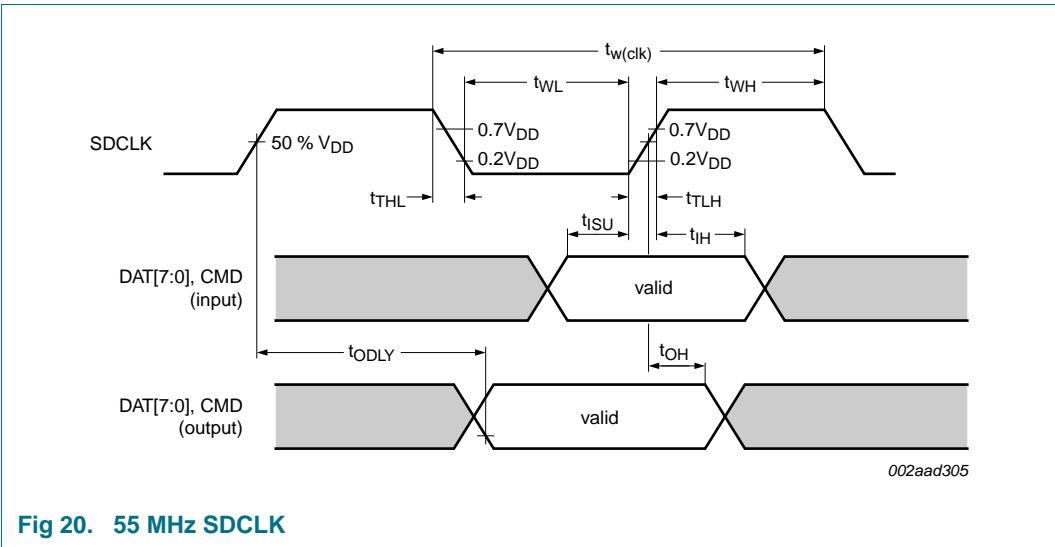 tw(clk)
tWL
tWH
SDCLK
50 % VDD
0.7VDD
0.2VDD
0.7VDD
0.2VDD
tTHL
tTLH
tISU
tIH
DAT[7:0], CMD
(input)
valid
tODLY
tOH
DAT[7:0], CMD
(output)
valid
002aad305
Fig 20. 55 MHz SDCLK